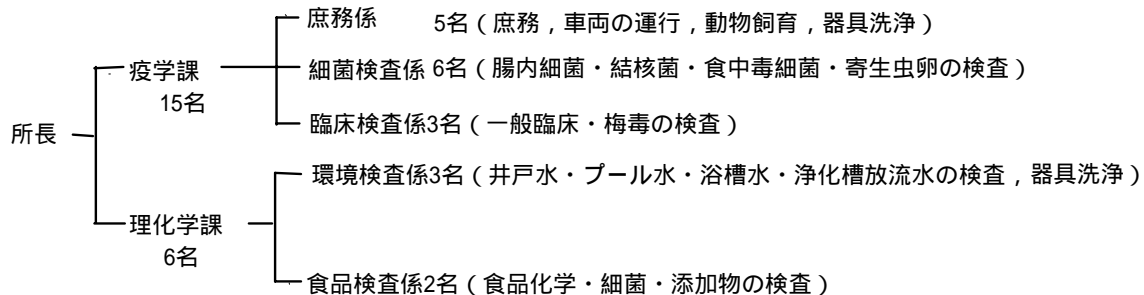 庶務係 5名（庶務，車両の運行，動物飼育，器具洗浄）
疫学課
15名
細菌検査係 6名（腸内細菌・結核菌・食中毒細菌・寄生虫卵の検査）
臨床検査係3名（一般臨床・梅毒の検査）
所長
環境検査係3名（井戸水・プール水・浴槽水・浄化槽放流水の検査，器具洗浄）
理化学課
6名
食品検査係2名（食品化学・細菌・添加物の検査）